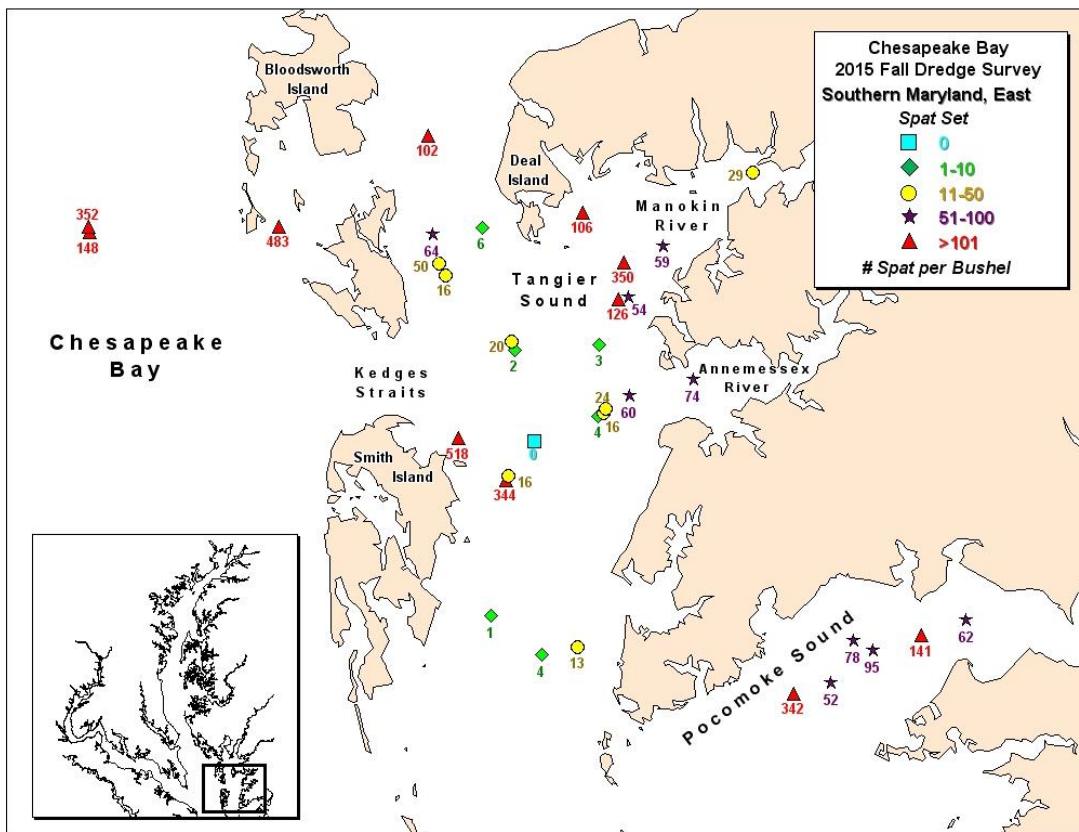 Chesapeake Bay
2015 Fall Dredge Survey
Southern Maryland, East
Spat Set
0
1-10
11-50
51-100
>101
# Spat per Bushel
Bloodsworth
Island
102
Deal
Island
29
352
148
483
64
6
106
Manokin
River
59
50
16
Tangier
Sound
350
126
54
Chesapeake
Bay
20
2
3
Kedges
Straits
Annemessex
River
74
24
60
4
16
518
0
Smith
Island
344
16
1
4
13
Pocomoke Sound
78
95
141
62
52
342